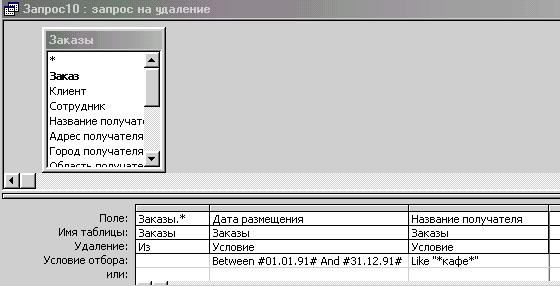 Запрос10 : запрос на удаление
Заказы
*
Заказ
Клиент
Сотрудник
Название получат
Адрес получателя
Город получателя
Область получате
Поле: Заказы.* Дата размещения Название получателя
Имя таблицы: Заказы Заказы Заказы
Удаление: Из Условие Условие
Условие отбора: Between #01.01.91# And #31.12.91# Like "*кафе*"
или: